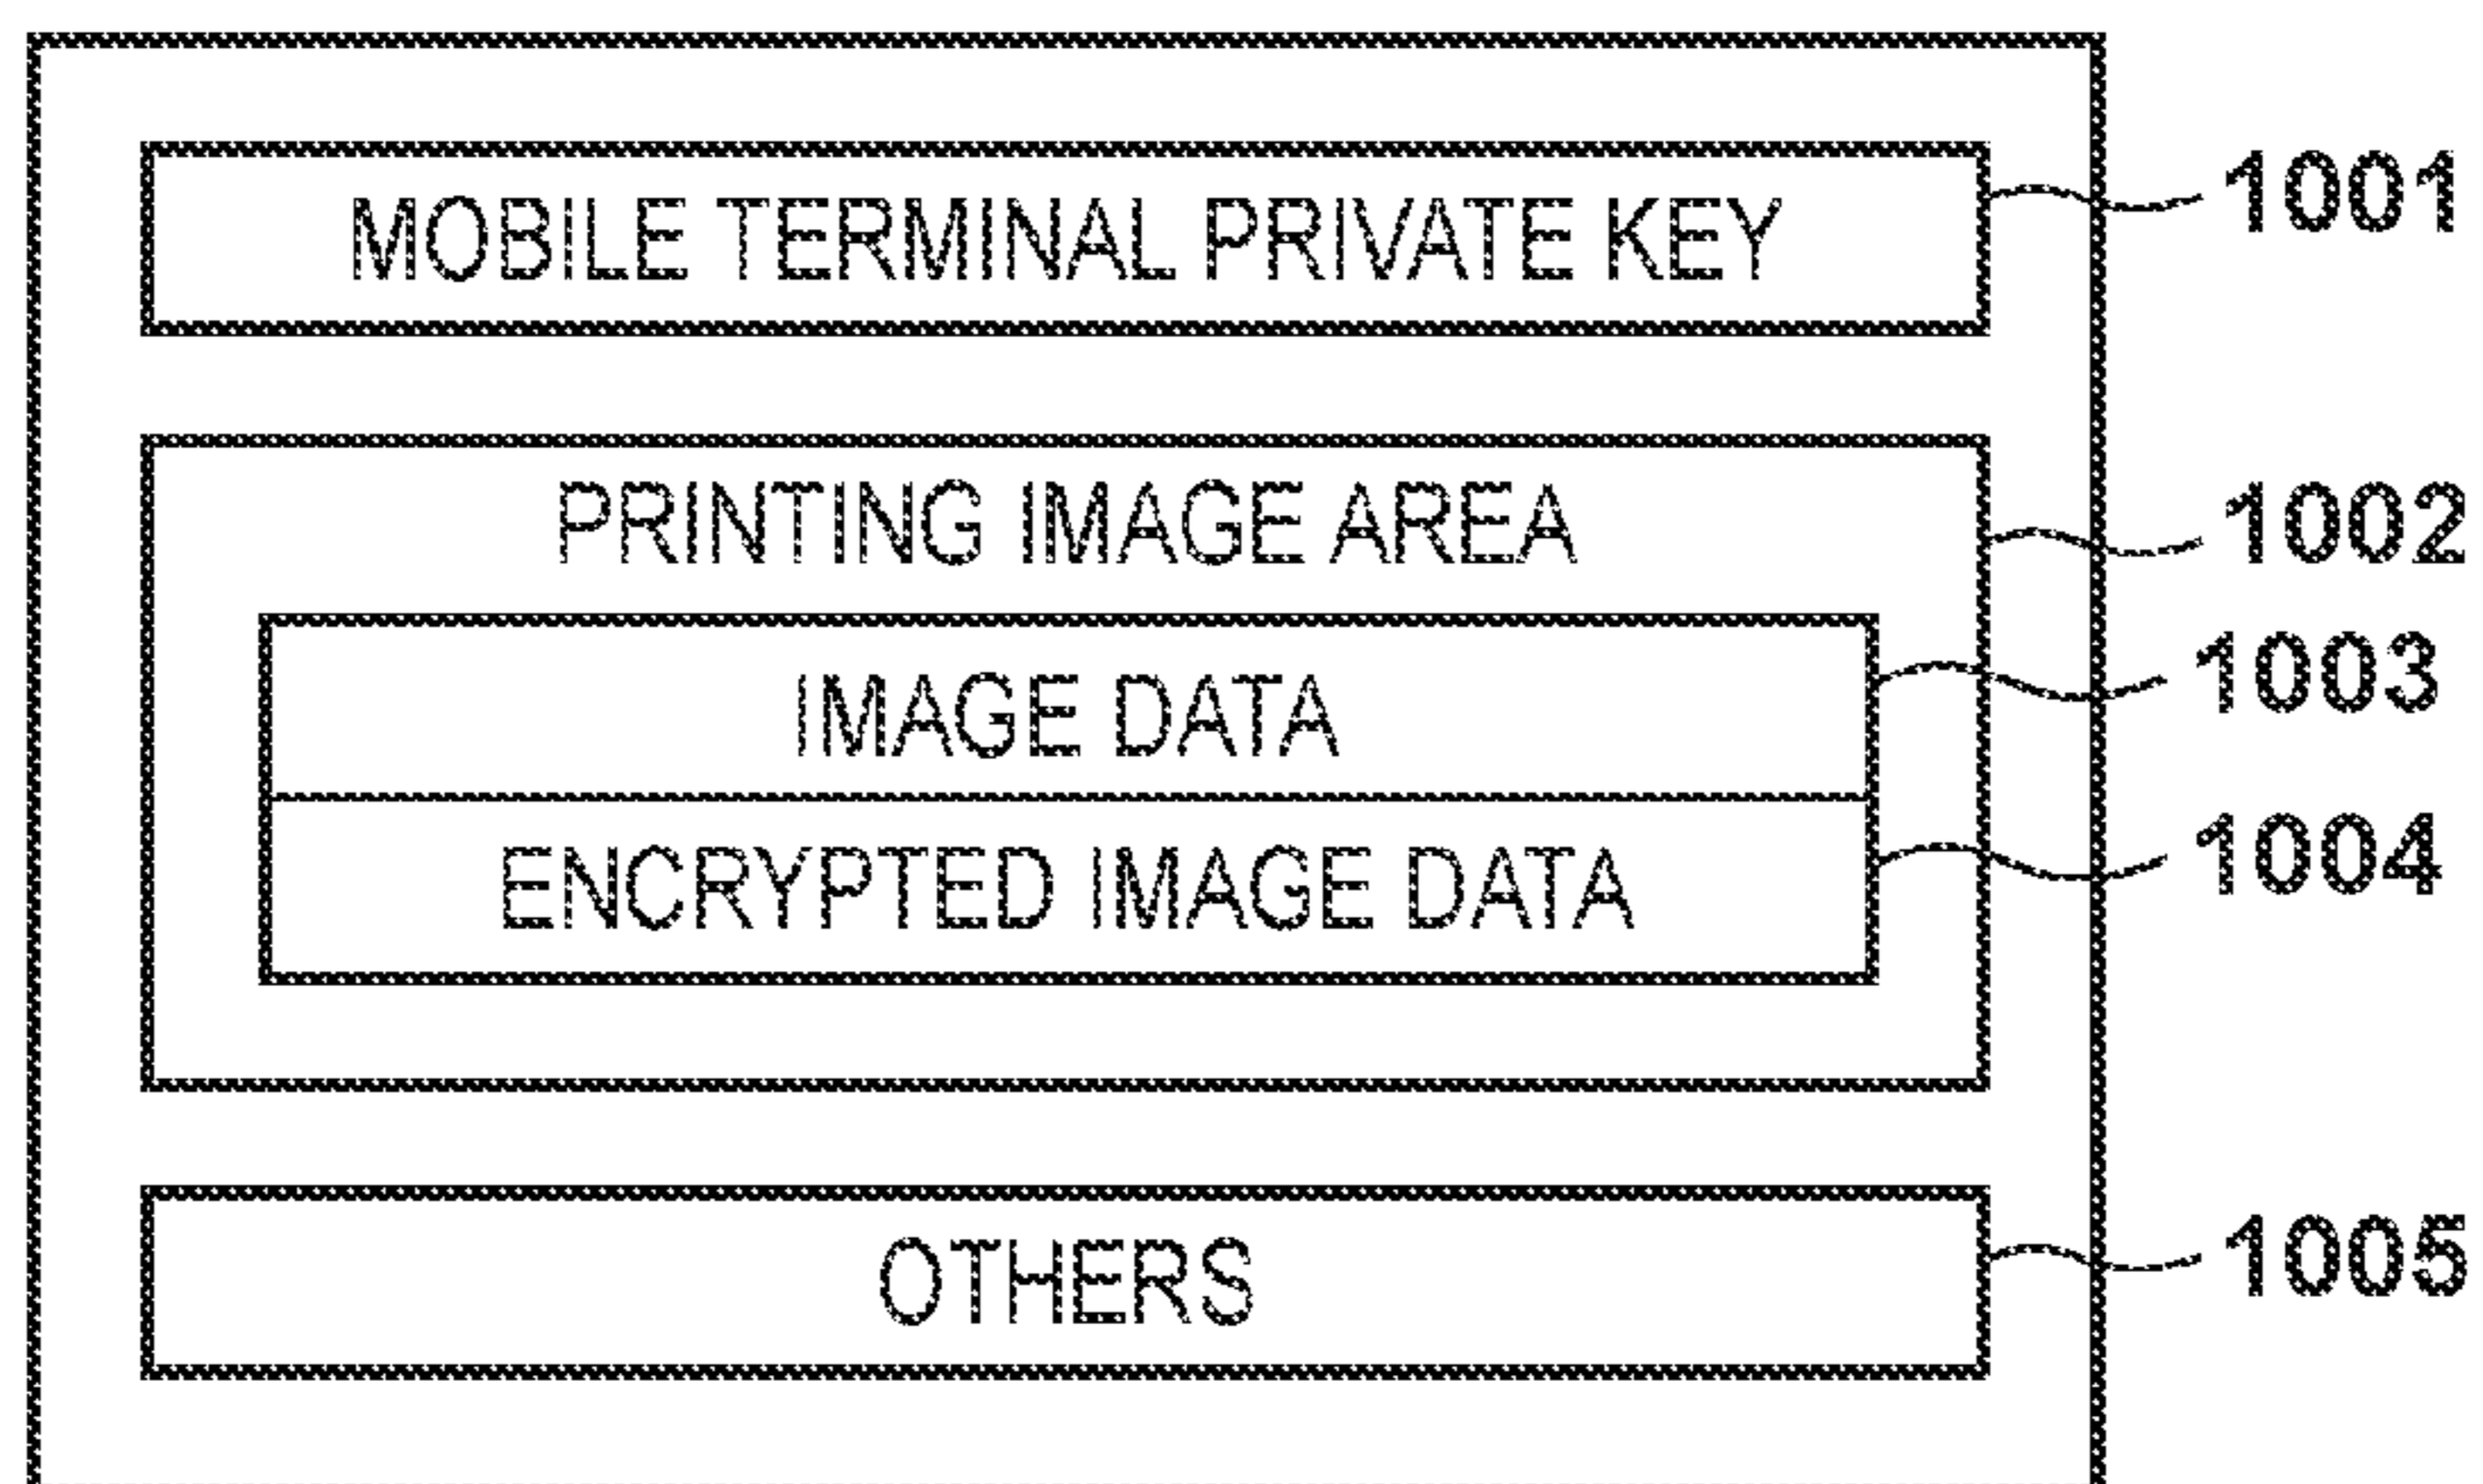 MOBILE TERMINAL PRIVATE KEY 1001
PRINTING IMAGE AREA 1002
IMAGE DATA 1003
ENCRYPTED IMAGE DATA 1004
OTHERS 1005